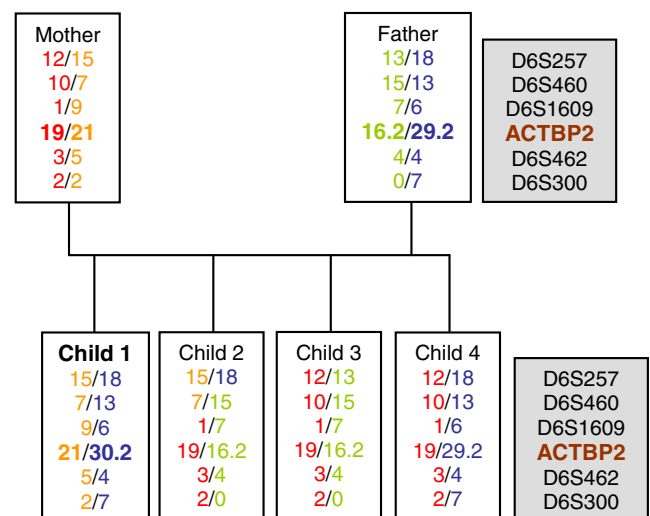 Mother
12/15
10/7
1/9
19/21
3/5
2/2
Father
13/18
15/13
7/6
16.2/29.2
4/4
0/7
D6S257
D6S460
D6S1609
ACTBP2
D6S462
D6S300
Child 1
15/18
7/13
9/6
21/30.2
5/4
2/7
Child 2
15/18
7/15
1/7
19/16.2
3/4
2/0
Child 3
12/13
10/15
1/7
19/16.2
3/4
2/0
Child 4
12/18
10/13
1/6
19/29.2
3/4
2/7
D6S257
D6S460
D6S1609
ACTBP2
D6S462
D6S300